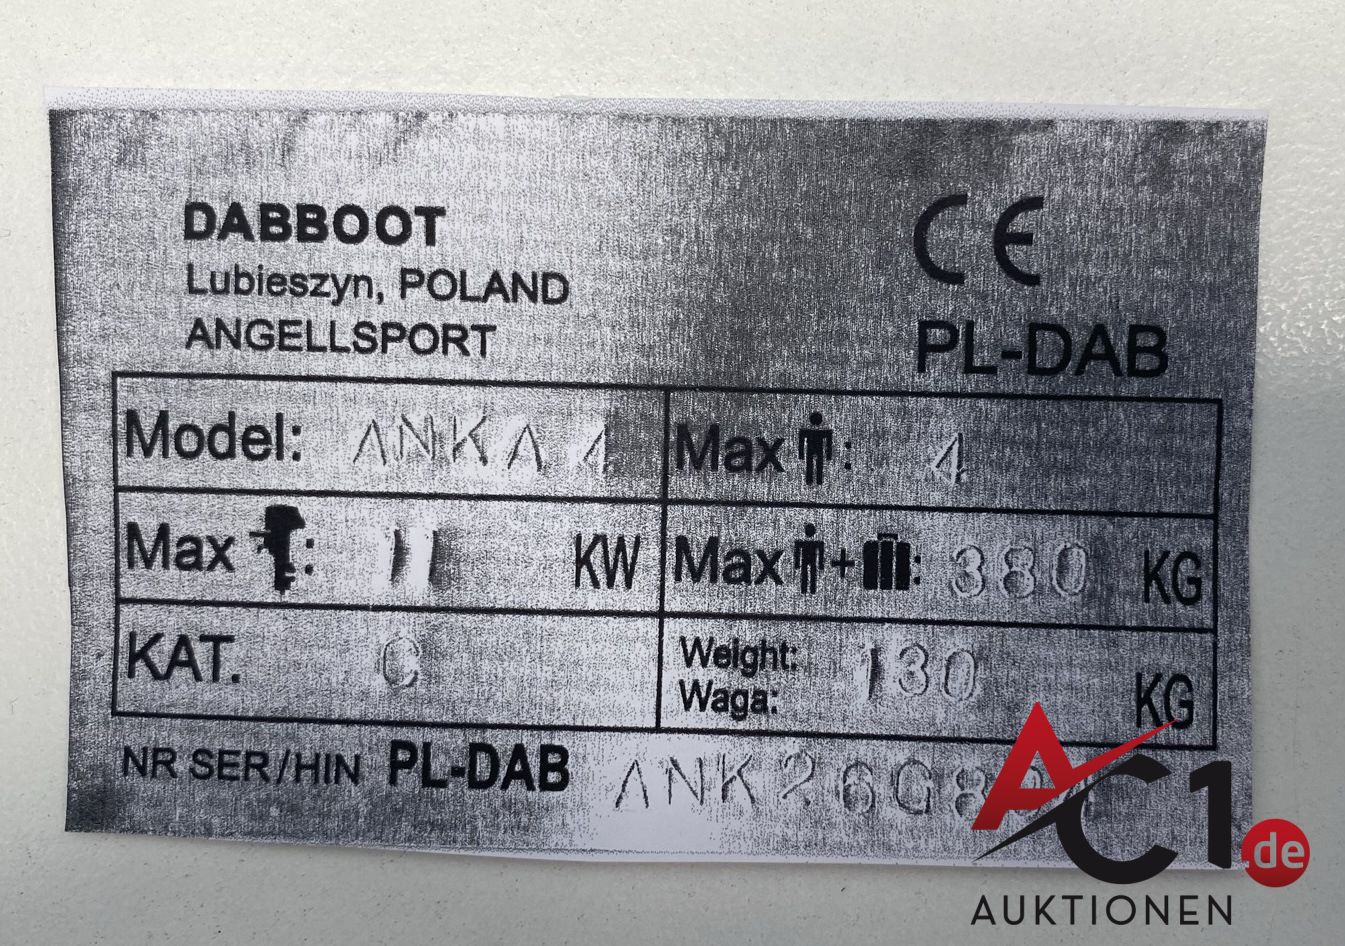 DABBOOT
Lubieszyn, POLAND
ANGELLSPORT
CE
PL-DAB
Model: ANKA 4
Max : 4
Max : 11 KW
Max + : 380 KG
KAT. C
Weight: 130
Waga: KG
NR SER/HIN PL-DAB
AC1.de
AUKTIONEN